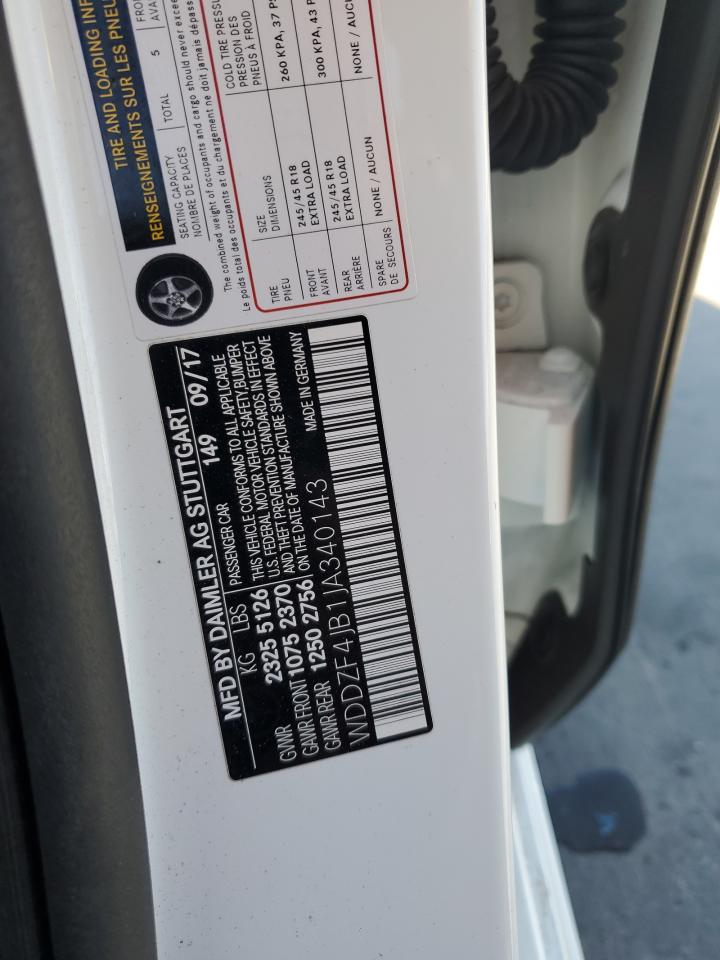 TIRE AND LOADING INF
RENSEIGNEMENTS SUR LES PNEU
SEATING CAPACITY
NOMBRE DE PLACES
TOTAL 5
The combined weight of occupants and cargo should never excee
Le poids total des occupants et du chargement ne doit jamais dépass
TIRE
PNEU
SIZE
DIMENSIONS
COLD TIRE PRESSU
PRESSION DES
PNEUS À FROID
FRONT
AVANT
245/45 R18
EXTRA LOAD
260 KPA, 37 PS
REAR
ARRIÈRE
245/45 R18
EXTRA LOAD
300 KPA, 43 P
SPARE
DE SECOURS
NONE / AUCUN
NONE / AUCU
MFD BY DAIMLER AG STUTTGART
149 09/17
KG LBS
PASSENGER CAR
GVWR 2325 5126
GAWR FRONT 1075 2370
GAWR REAR 1250 2756
THIS VEHICLE CONFORMS TO ALL APPLICABLE
U.S. FEDERAL MOTOR VEHICLE SAFETY, BUMPER
AND THEFT PREVENTION STANDARDS IN EFFECT
ON THE DATE OF MANUFACTURE SHOWN ABOVE
MADE IN GERMANY
WDDZF4JB1JA340143